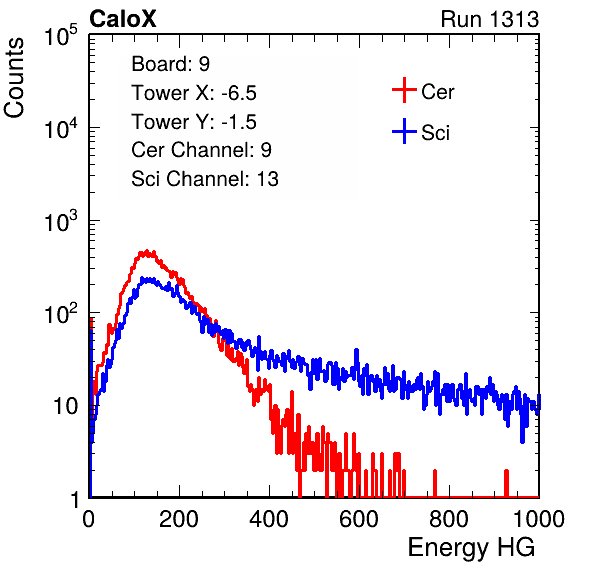 CaloX Run 1313
Counts
Board: 9
Tower X: -6.5
Tower Y: -1.5
Cer Channel: 9
Sci Channel: 13
Cer
Sci
10^5
10^4
10^3
10^2
10
1
0 200 400 600 800 1000
Energy HG